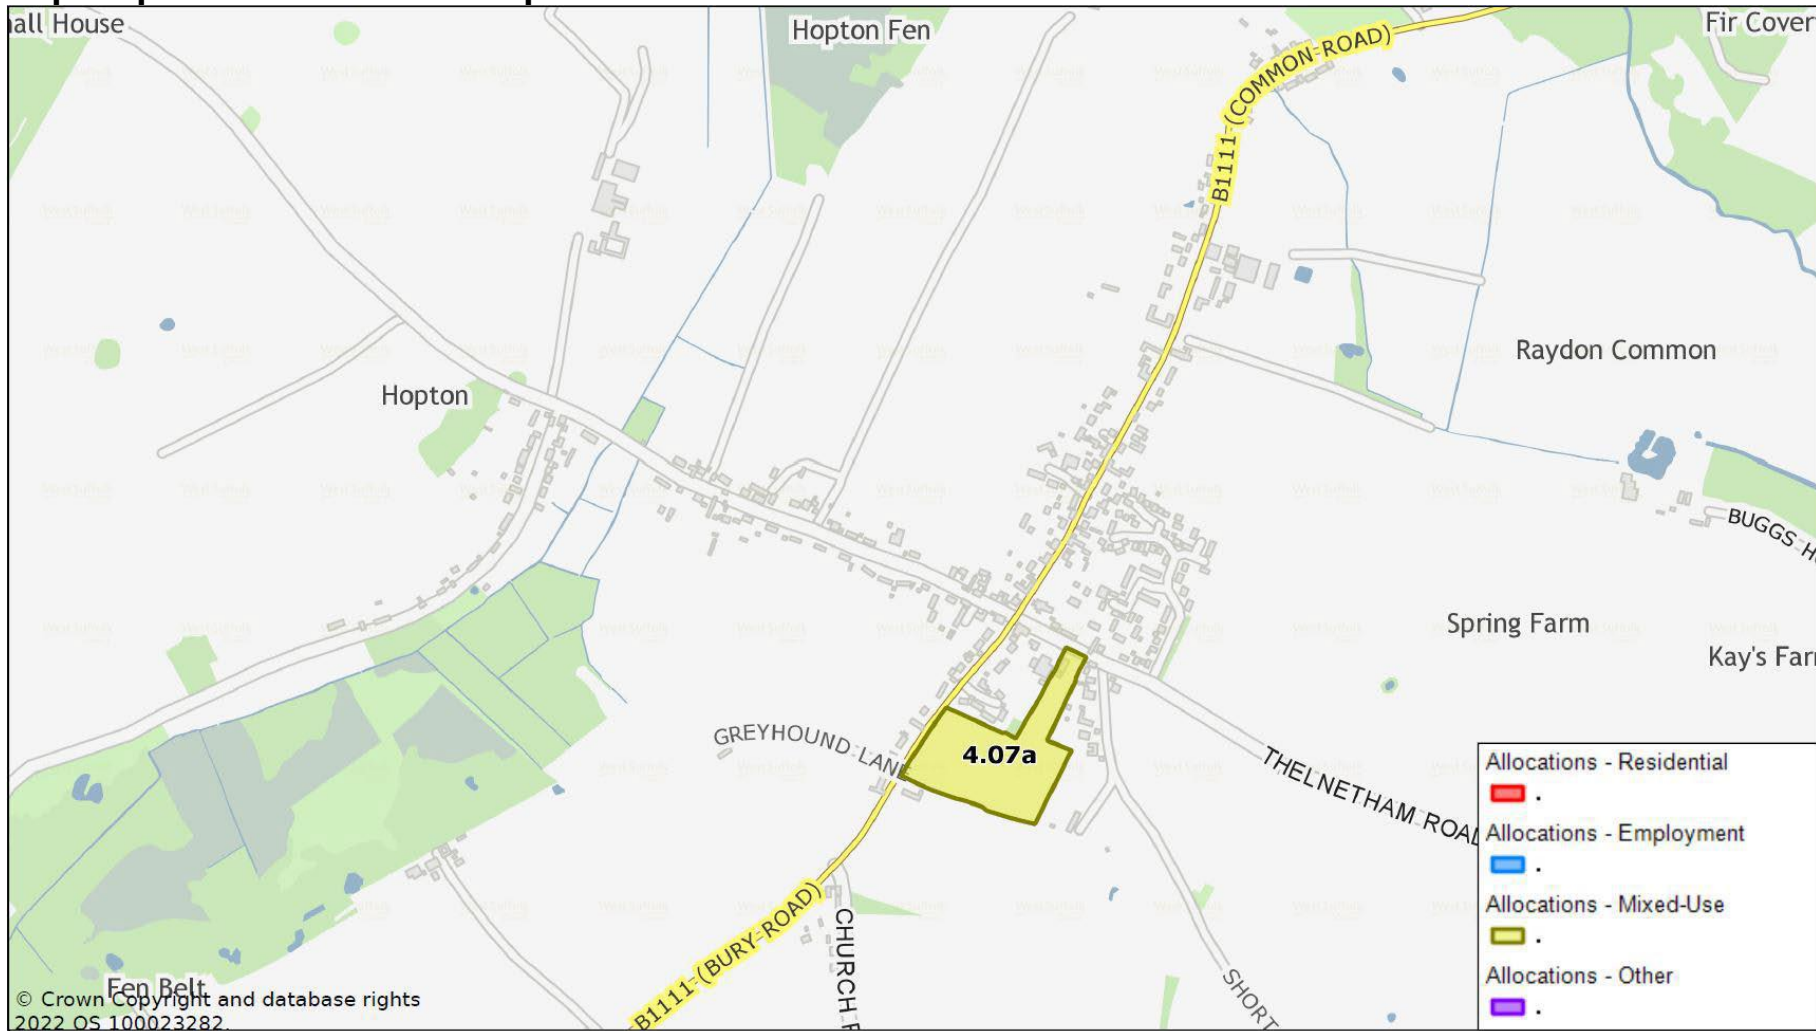 hall House
Hopton Fen
Fir Cover
B1111 (COMMON ROAD)
Raydon Common
Hopton
BUGGS H
Spring Farm
Kay's Farm
GREYHOUND LANE
4.07a
THELNETHAM ROAD
Allocations - Residential
.
Allocations - Employment
.
Allocations - Mixed-Use
.
Allocations - Other
.
B1111 (BURY ROAD)
CHURCH
SHORT
Fen Belt
© Crown Copyright and database rights
2022 OS 100023282.